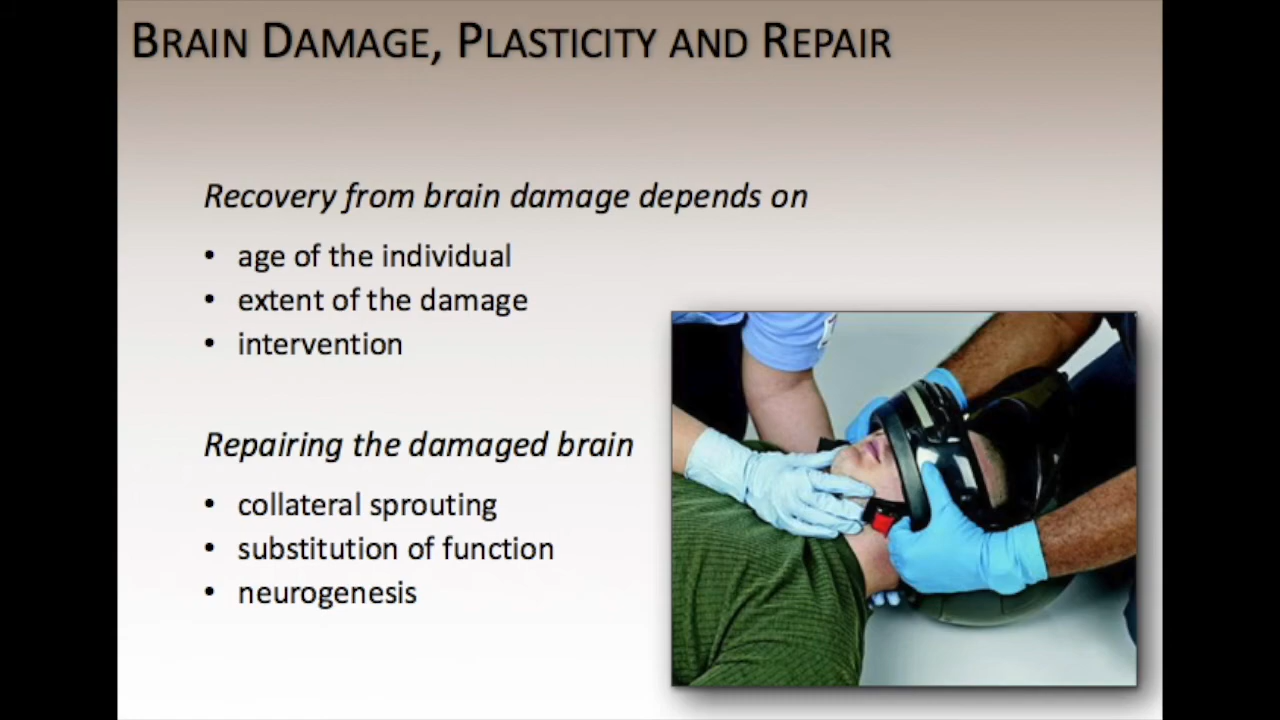 BRAIN DAMAGE, PLASTICITY AND REPAIR
Recovery from brain damage depends on
• age of the individual
• extent of the damage
• intervention
Repairing the damaged brain
• collateral sprouting
• substitution of function
• neurogenesis